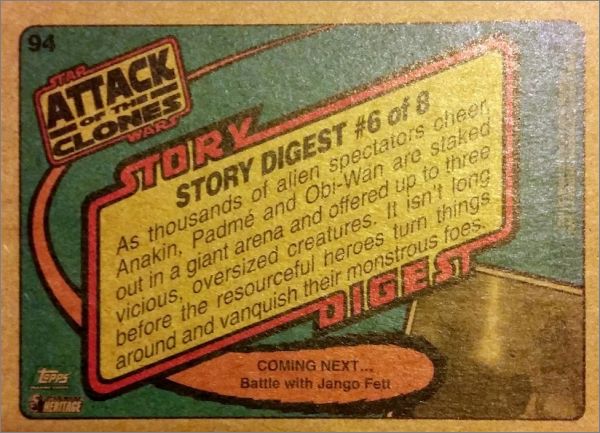 94
STAR
ATTACK
OF THE
CLONES
WARS
STORY
STORY DIGEST #6 of 8
As thousands of alien spectators cheer,
Anakin, Padmé and Obi-Wan are staked
out in a giant arena and offered up to three
vicious, oversized creatures. It isn't long
before the resourceful heroes turn things
around and vanquish their monstrous foes.
DIGEST
COMING NEXT...
Battle with Jango Fett
TOPPS
HERITAGE